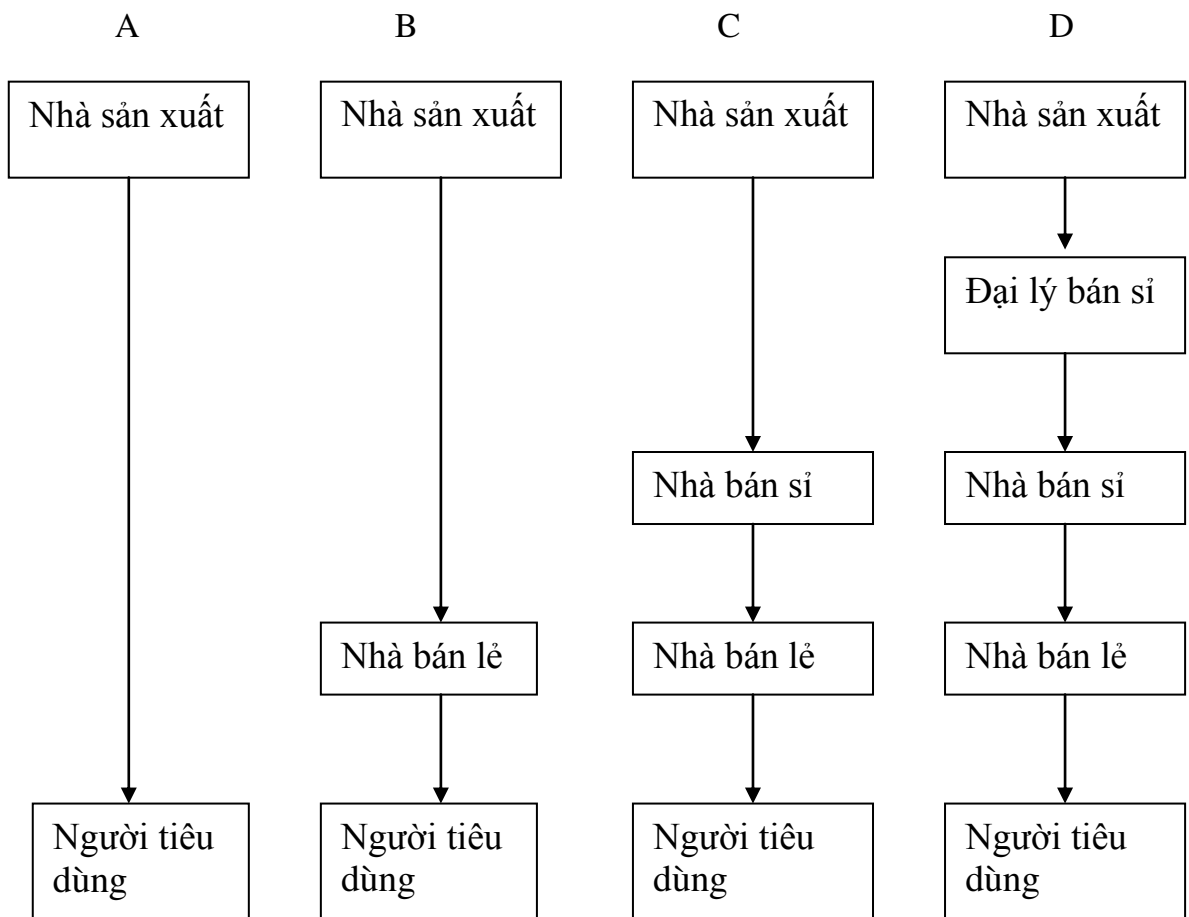 A B C D
Nhà sản xuất Nhà sản xuất Nhà sản xuất Nhà sản xuất
Đại lý bán sỉ
Nhà bán sỉ Nhà bán sỉ
Nhà bán lẻ Nhà bán lẻ Nhà bán lẻ
Người tiêu Người tiêu Người tiêu Người tiêu
dùng dùng dùng dùng